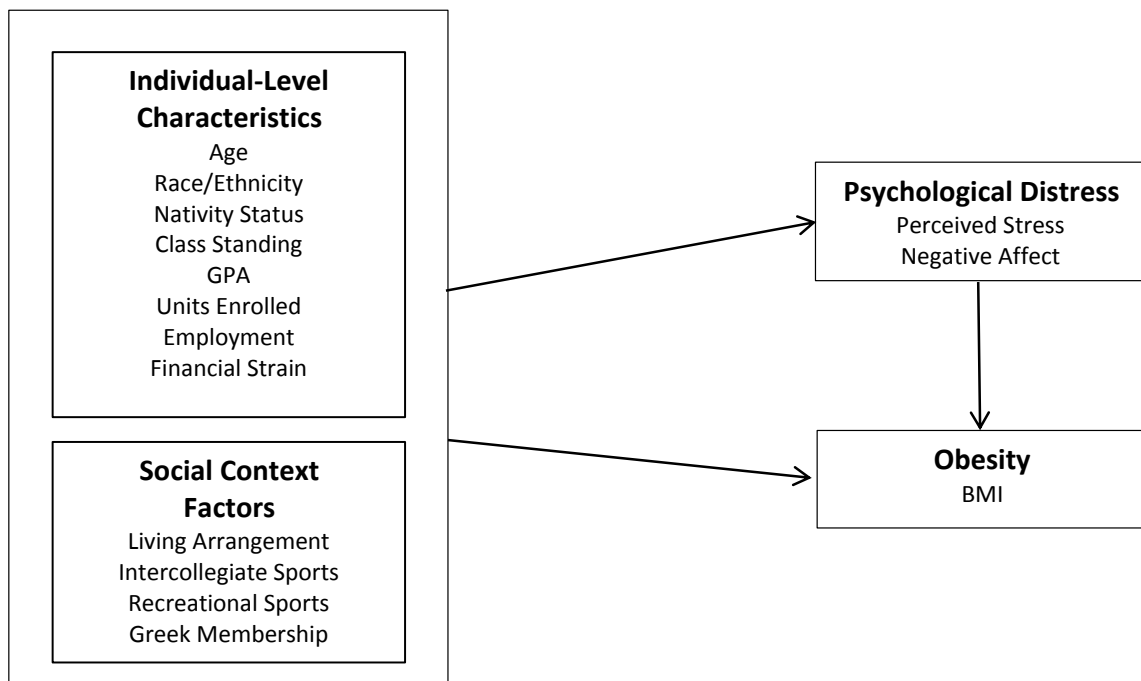 Individual-Level
Characteristics
Age
Race/Ethnicity
Nativity Status
Class Standing
GPA
Units Enrolled
Employment
Financial Strain
Social Context
Factors
Living Arrangement
Intercollegiate Sports
Recreational Sports
Greek Membership
Psychological Distress
Perceived Stress
Negative Affect
Obesity
BMI